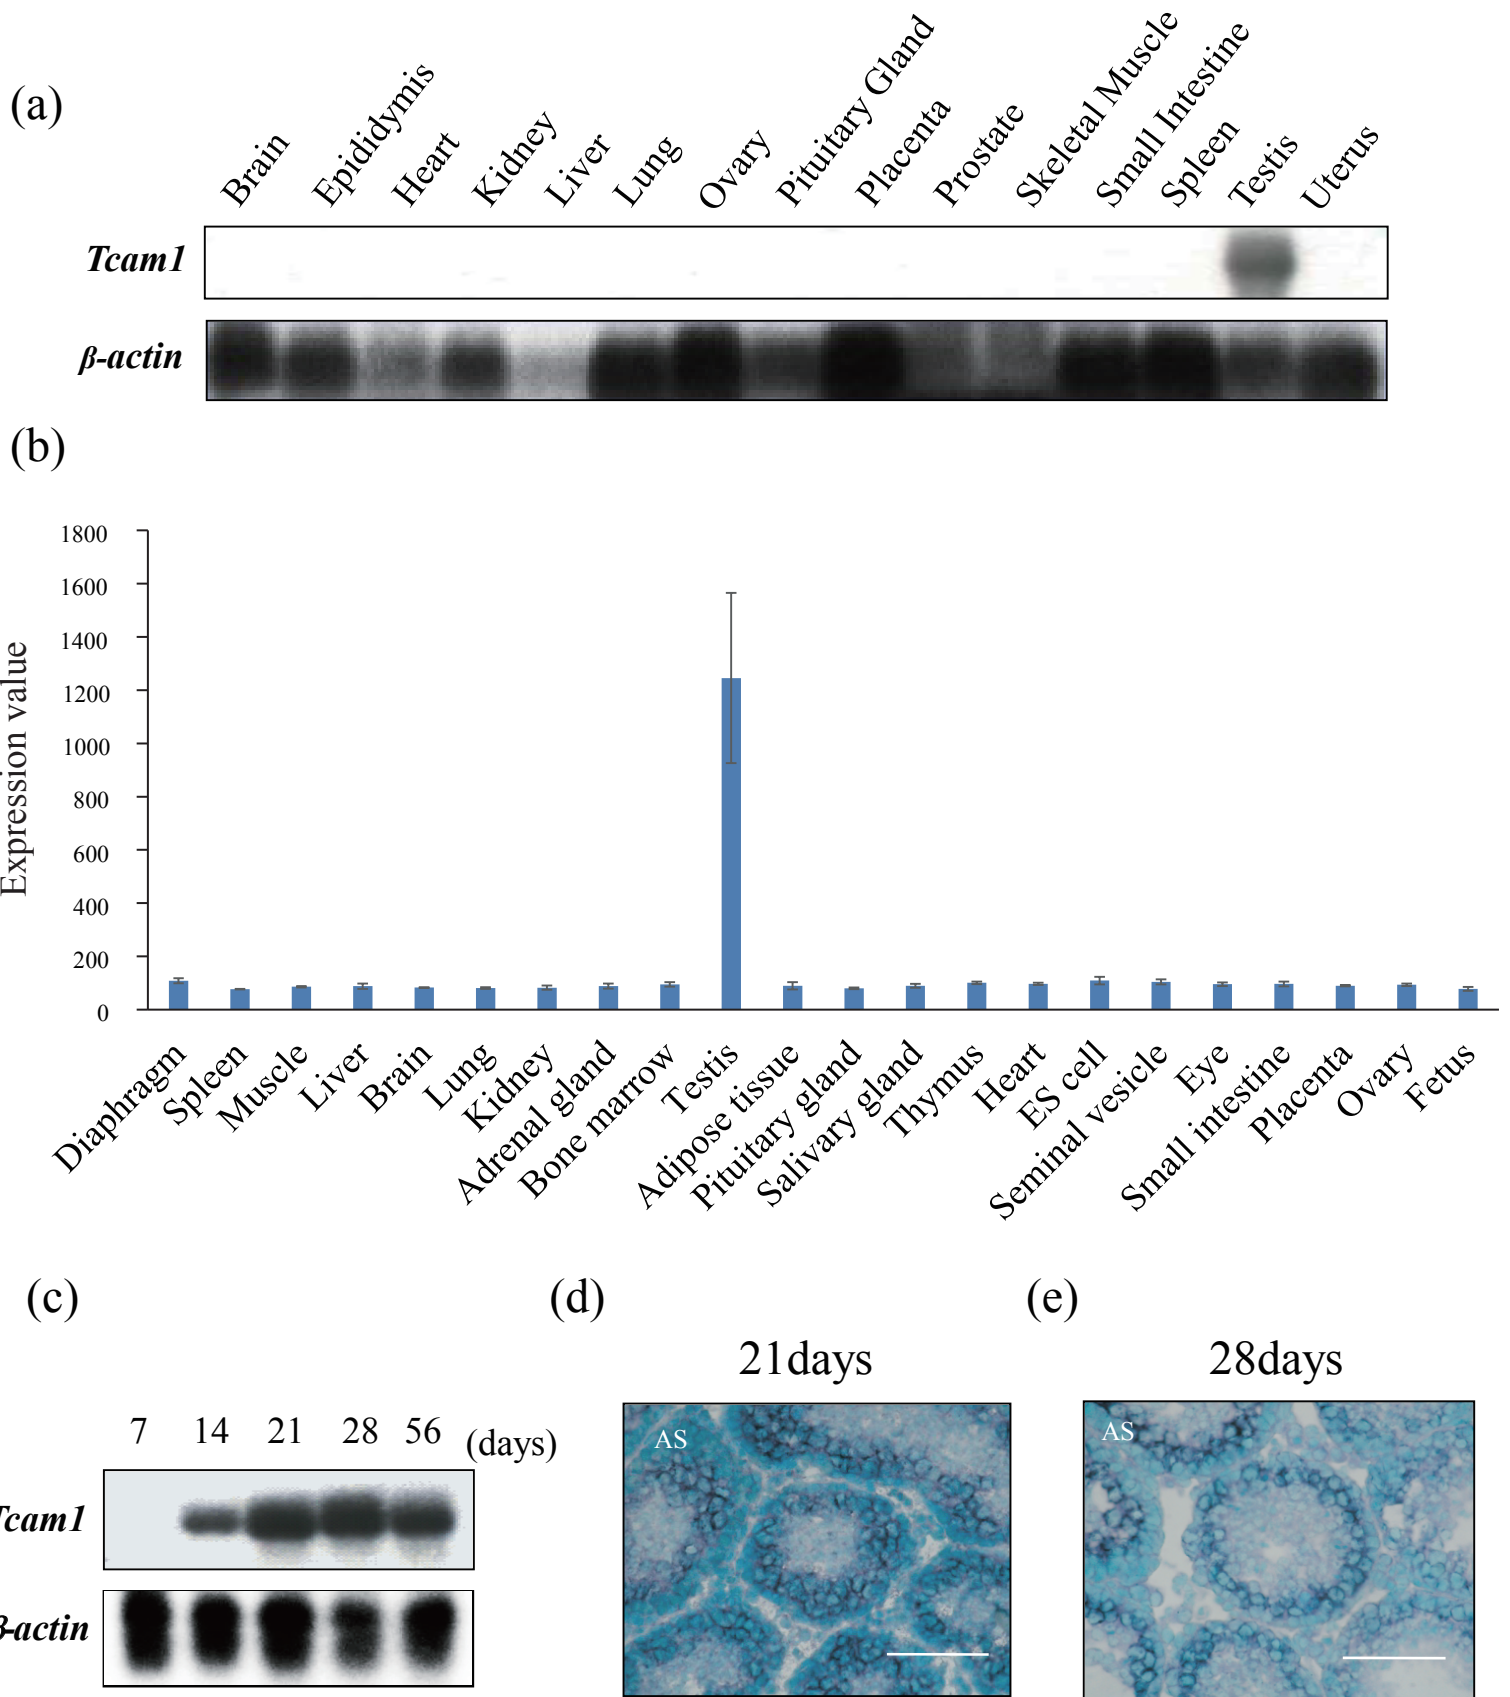 (a)
Brain
Epididymis
Heart
Kidney
Liver
Lung
Ovary
Pituitary Gland
Placenta
Prostate
Skeletal Muscle
Small Intestine
Spleen
Testis
Uterus
Tcam1
β-actin
(b)
Expression value
1800
1600
1400
1200
1000
800
600
400
200
0
Diaphragm
Spleen
Muscle
Liver
Brain
Lung
Kidney
Adrenal gland
Bone marrow
Testis
Adipose tissue
Pituitary gland
Salivary gland
Thymus
Heart
ES cell
Seminal vesicle
Eye
Small intestine
Placenta
Ovary
Fetus
(c)
7 14 21 28 56 (days)
Tcam1
β-actin
(d)
21days
AS
(e)
28days
AS